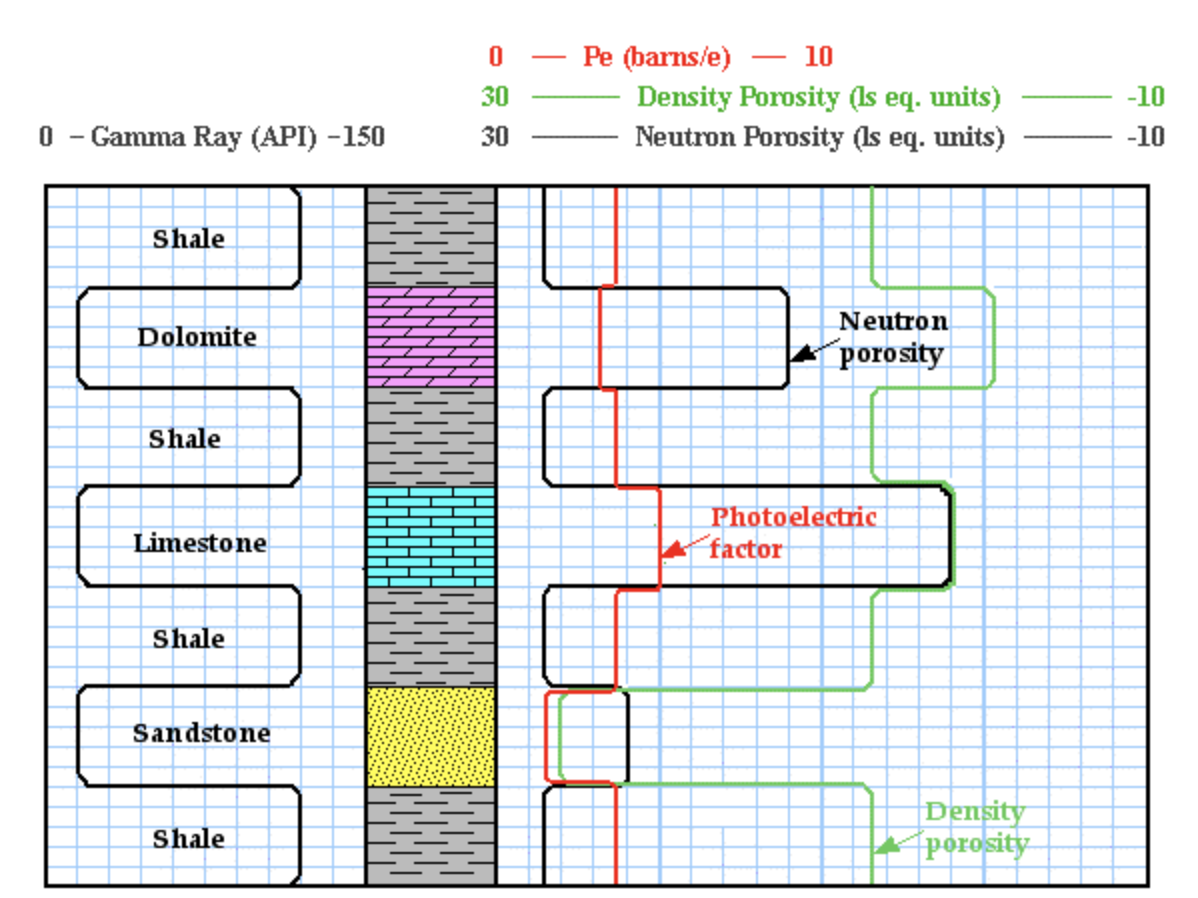 0 — Pe (barns/e) — 10
30 ——— Density Porosity (ls eq. units) ——— -10
0 – Gamma Ray (API) –150 30 ——— Neutron Porosity (ls eq. units) ——— -10
Shale
Dolomite
Neutron
porosity
Shale
Limestone
Photoelectric
factor
Shale
Sandstone
Shale
Density
porosity